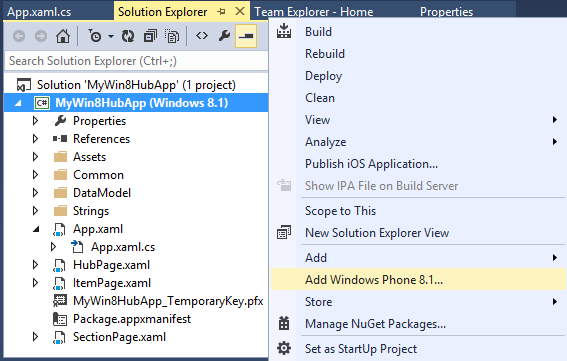 App.xaml.cs
Solution Explorer
Team Explorer - Home
Properties
Search Solution Explorer (Ctrl+;)
Solution 'MyWin8HubApp' (1 project)
C# MyWin8HubApp (Windows 8.1)
Properties
References
Assets
Common
DataModel
Strings
App.xaml
App.xaml.cs
HubPage.xaml
ItemPage.xaml
MyWin8HubApp_TemporaryKey.pfx
Package.appxmanifest
SectionPage.xaml
Build
Rebuild
Deploy
Clean
View
Analyze
Publish iOS Application...
Show IPA File on Build Server
Scope to This
New Solution Explorer View
Add
Add Windows Phone 8.1...
Store
Manage NuGet Packages...
Set as StartUp Project